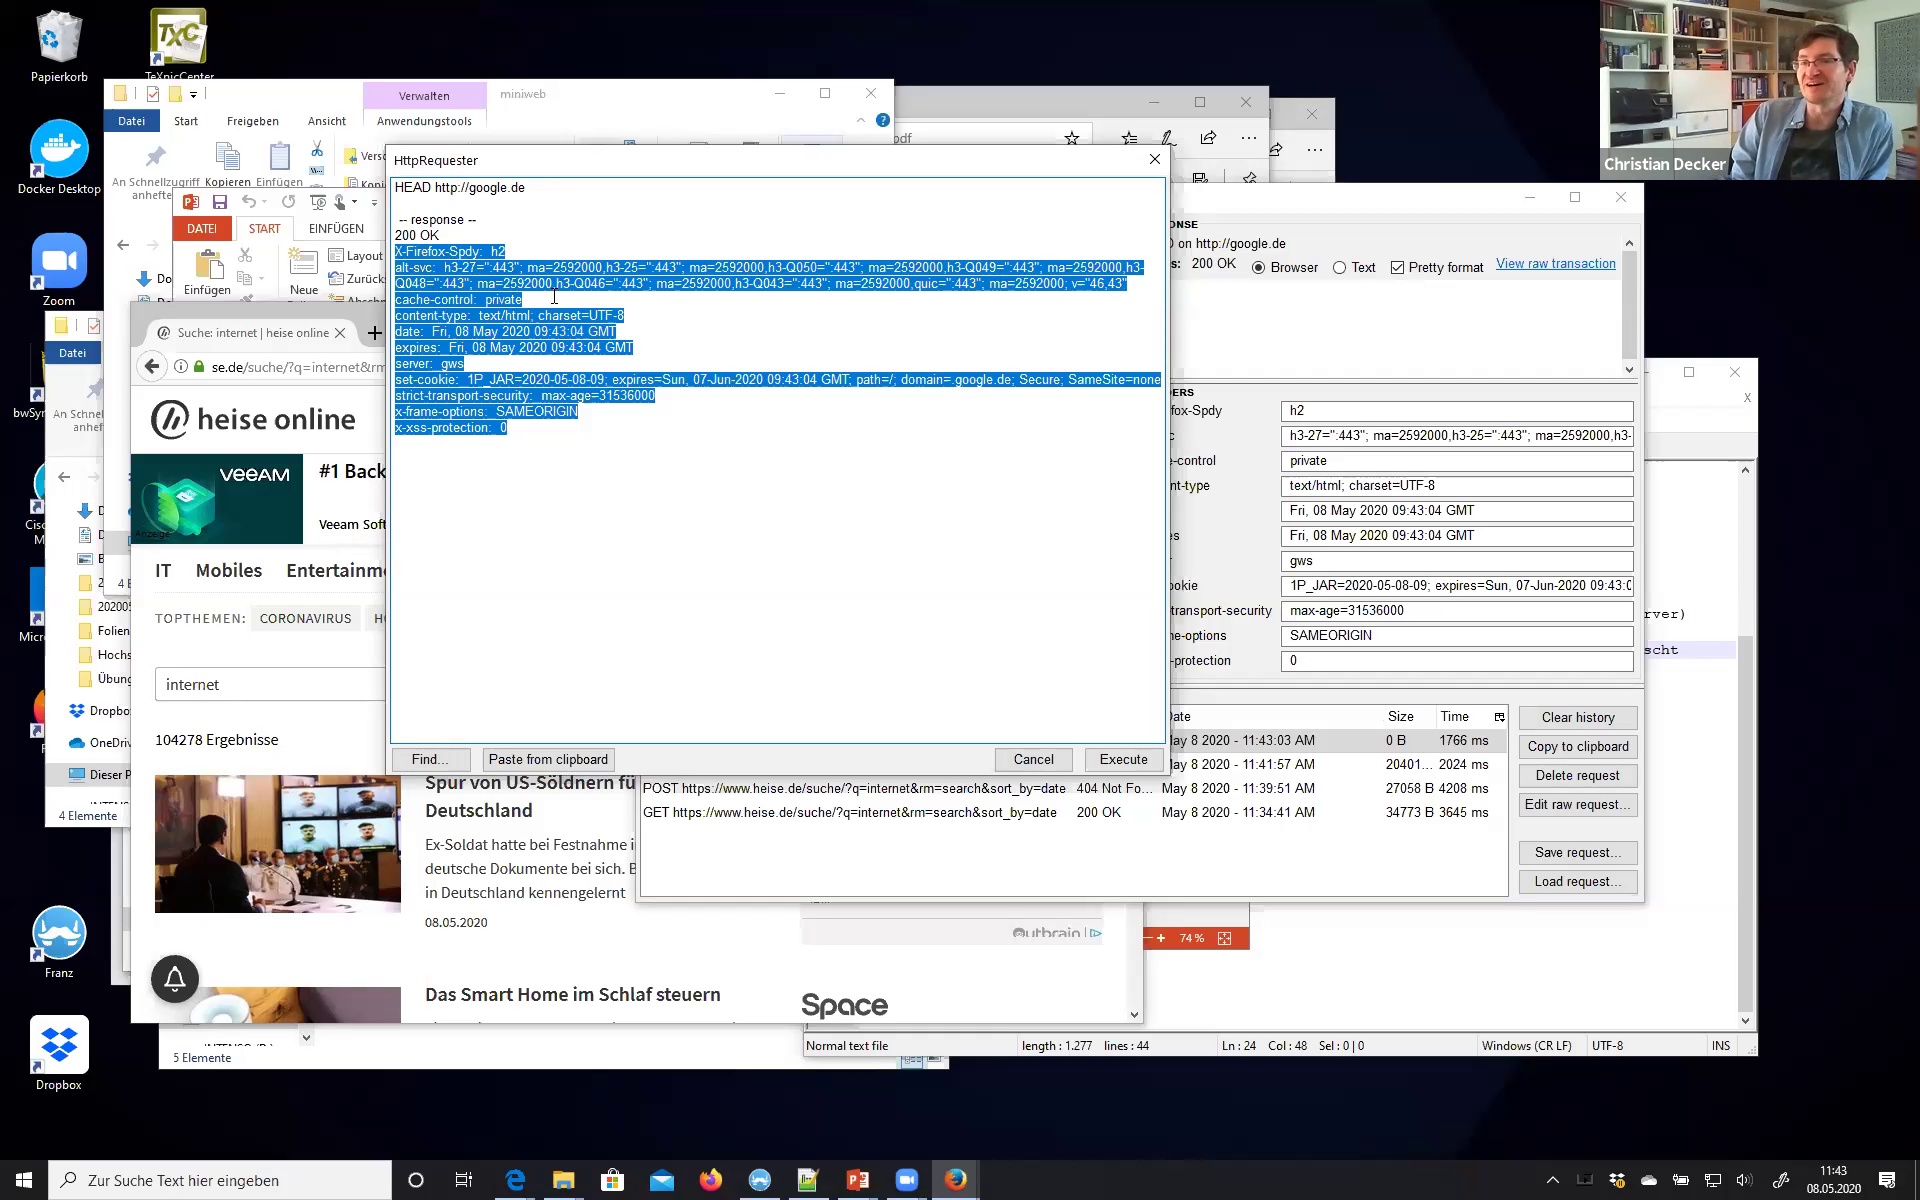 Papierkorb
TeXnicCenter
Docker Desktop
Zoom
Franz
Dropbox
Verwalten
miniweb
Datei
Start
Freigeben
Ansicht
Anwendungstools
An Schnellzugriff
anhefte
Kopieren
Einfügen
DATEI
START
EINFÜGEN
Einfügen
Neue
Layout
Zurück
Datei
4 Elemente
Suche: internet | heise online
se.de/suche/?q=internet&rm
heise online
VEEAM
#1 Back
Veeam Soft
Anzeige
IT
Mobiles
Entertainme
TOPTHEMEN:
CORONAVIRUS
internet
104278 Ergebnisse
Spur von US-Söldnern fü
Deutschland
Ex-Soldat hatte bei Festnahme i
deutsche Dokumente bei sich.
in Deutschland kennengelernt
08.05.2020
Das Smart Home im Schlaf steuern
Outbrain
Space
Folien
Hochs
Übung
Dropbo
OneDriv
Dieser P
5 Elemente
HttpRequester
HEAD http://google.de
-- response --
200 OK
X-Firefox-Spdy: h2
alt-svc: h3-27=":443"; ma=2592000,h3-25=":443"; ma=2592000,h3-Q050=":443"; ma=2592000,h3-Q049=":443"; ma=2592000,h3-
Q048=":443"; ma=2592000,h3-Q046=":443"; ma=2592000,h3-Q043=":443"; ma=2592000,quic=":443"; ma=2592000; v="46,43"
cache-control: private
content-type: text/html; charset=UTF-8
date: Fri, 08 May 2020 09:43:04 GMT
expires: Fri, 08 May 2020 09:43:04 GMT
server: gws
set-cookie: 1P_JAR=2020-05-08-09; expires=Sun, 07-Jun-2020 09:43:04 GMT; path=/; domain=.google.de; Secure; SameSite=none
strict-transport-security: max-age=31536000
x-frame-options: SAMEORIGIN
x-xss-protection: 0
Find...
Paste from clipboard
Cancel
Execute
pdf
Christian Decker
ONSE
on http://google.de
s: 200 OK
Browser
Text
Pretty format
View raw transaction
ERS
fox-Spdy
h2
h3-27=":443"; ma=2592000,h3-25=":443"; ma=2592000,h3-
e-control
private
nt-type
text/html; charset=UTF-8
Fri, 08 May 2020 09:43:04 GMT
es
Fri, 08 May 2020 09:43:04 GMT
gws
ookie
1P_JAR=2020-05-08-09; expires=Sun, 07-Jun-2020 09:43:0
transport-security
max-age=31536000
me-options
SAMEORIGIN
-protection
0
Date
Size
Time
May 8 2020 - 11:43:03 AM
0 B
1766 ms
May 8 2020 - 11:41:57 AM
20401...
2024 ms
POST https://www.heise.de/suche/?q=internet&rm=search&sort_by=date
404 Not Fo...
May 8 2020 - 11:39:51 AM
27058 B
4208 ms
GET https://www.heise.de/suche/?q=internet&rm=search&sort_by=date
200 OK
May 8 2020 - 11:34:41 AM
34773 B
3645 ms
Clear history
Copy to clipboard
Delete request
Edit raw request...
Save request...
Load request...
rver)
scht
74 %
Normal text file
length : 1.277
lines : 44
Ln : 24
Col : 48
Sel : 0 | 0
Windows (CR LF)
UTF-8
INS
Zur Suche Text hier eingeben
11:43
08.05.2020